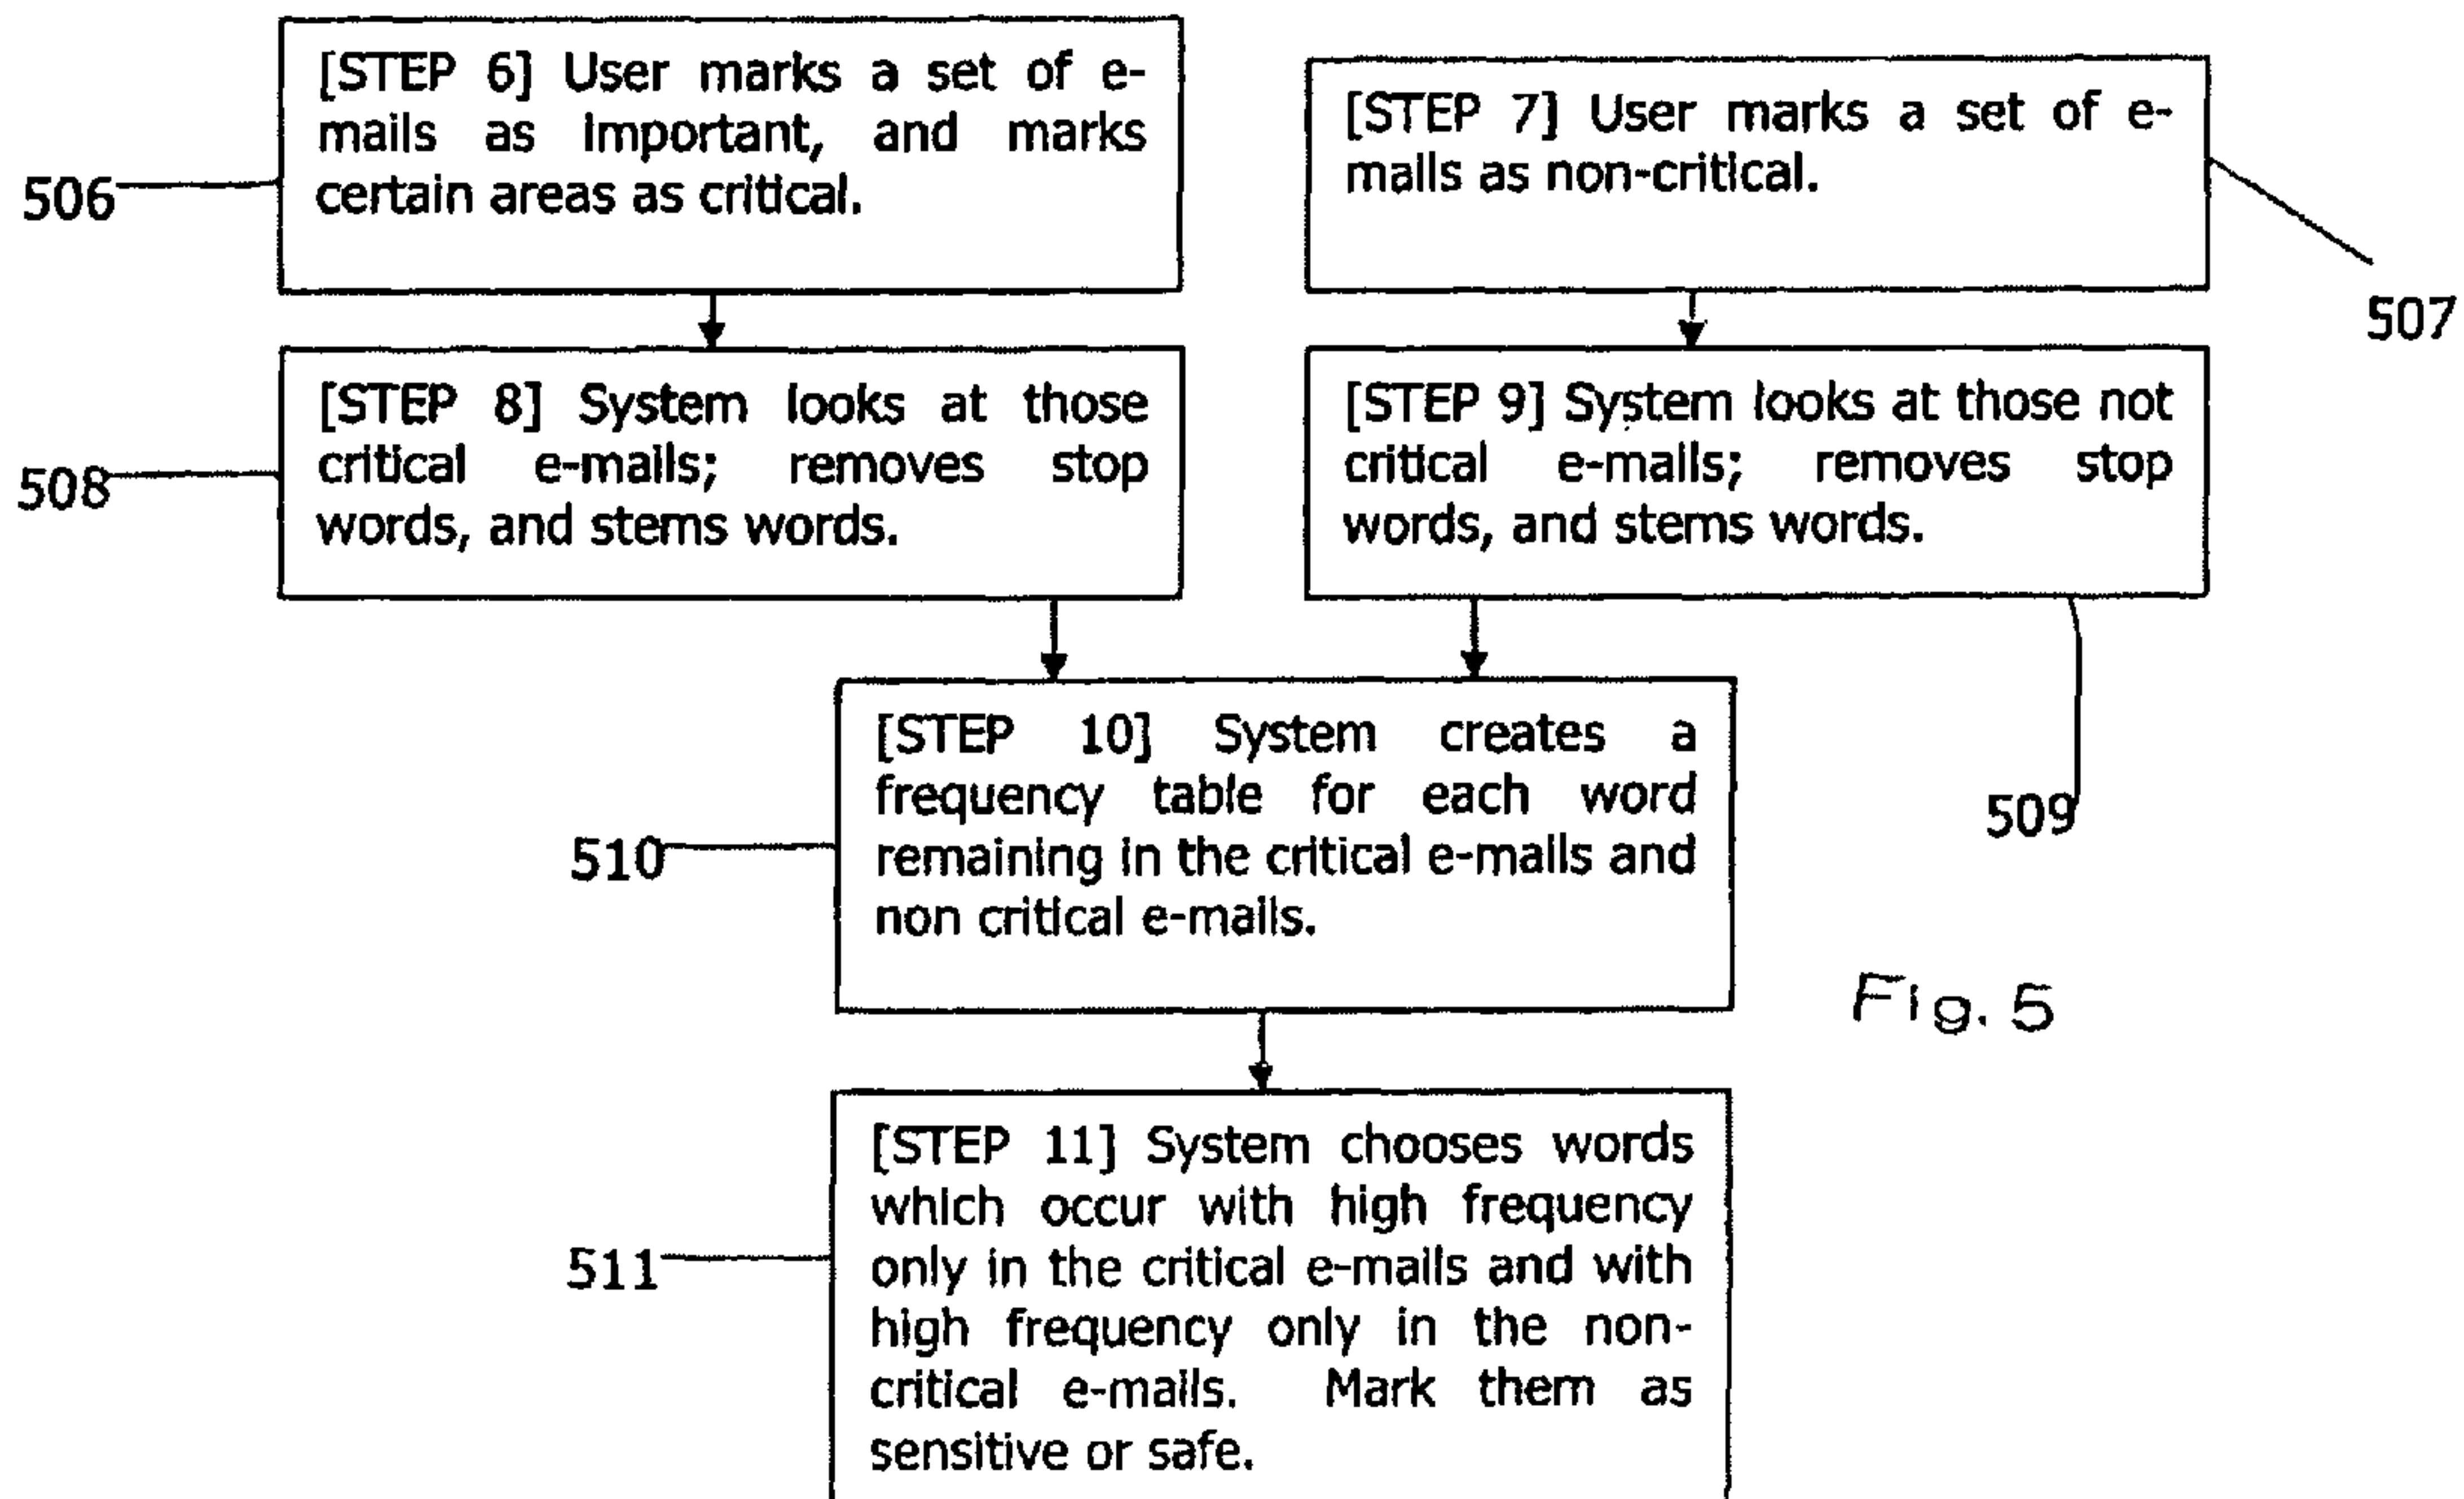 [STEP 6] User marks a set of e-
mails as important, and marks
certain areas as critical.
506
[STEP 7] User marks a set of e-
mails as non-critical.
507
[STEP 8] System looks at those
critical e-mails; removes stop
words, and stems words.
508
[STEP 9] System looks at those not
critical e-mails; removes stop
words, and stems words.
509
[STEP 10] System creates a
frequency table for each word
remaining in the critical e-mails and
non critical e-mails.
510
Fig. 5
[STEP 11] System chooses words
which occur with high frequency
only in the critical e-mails and with
high frequency only in the non-
critical e-mails. Mark them as
sensitive or safe.
511